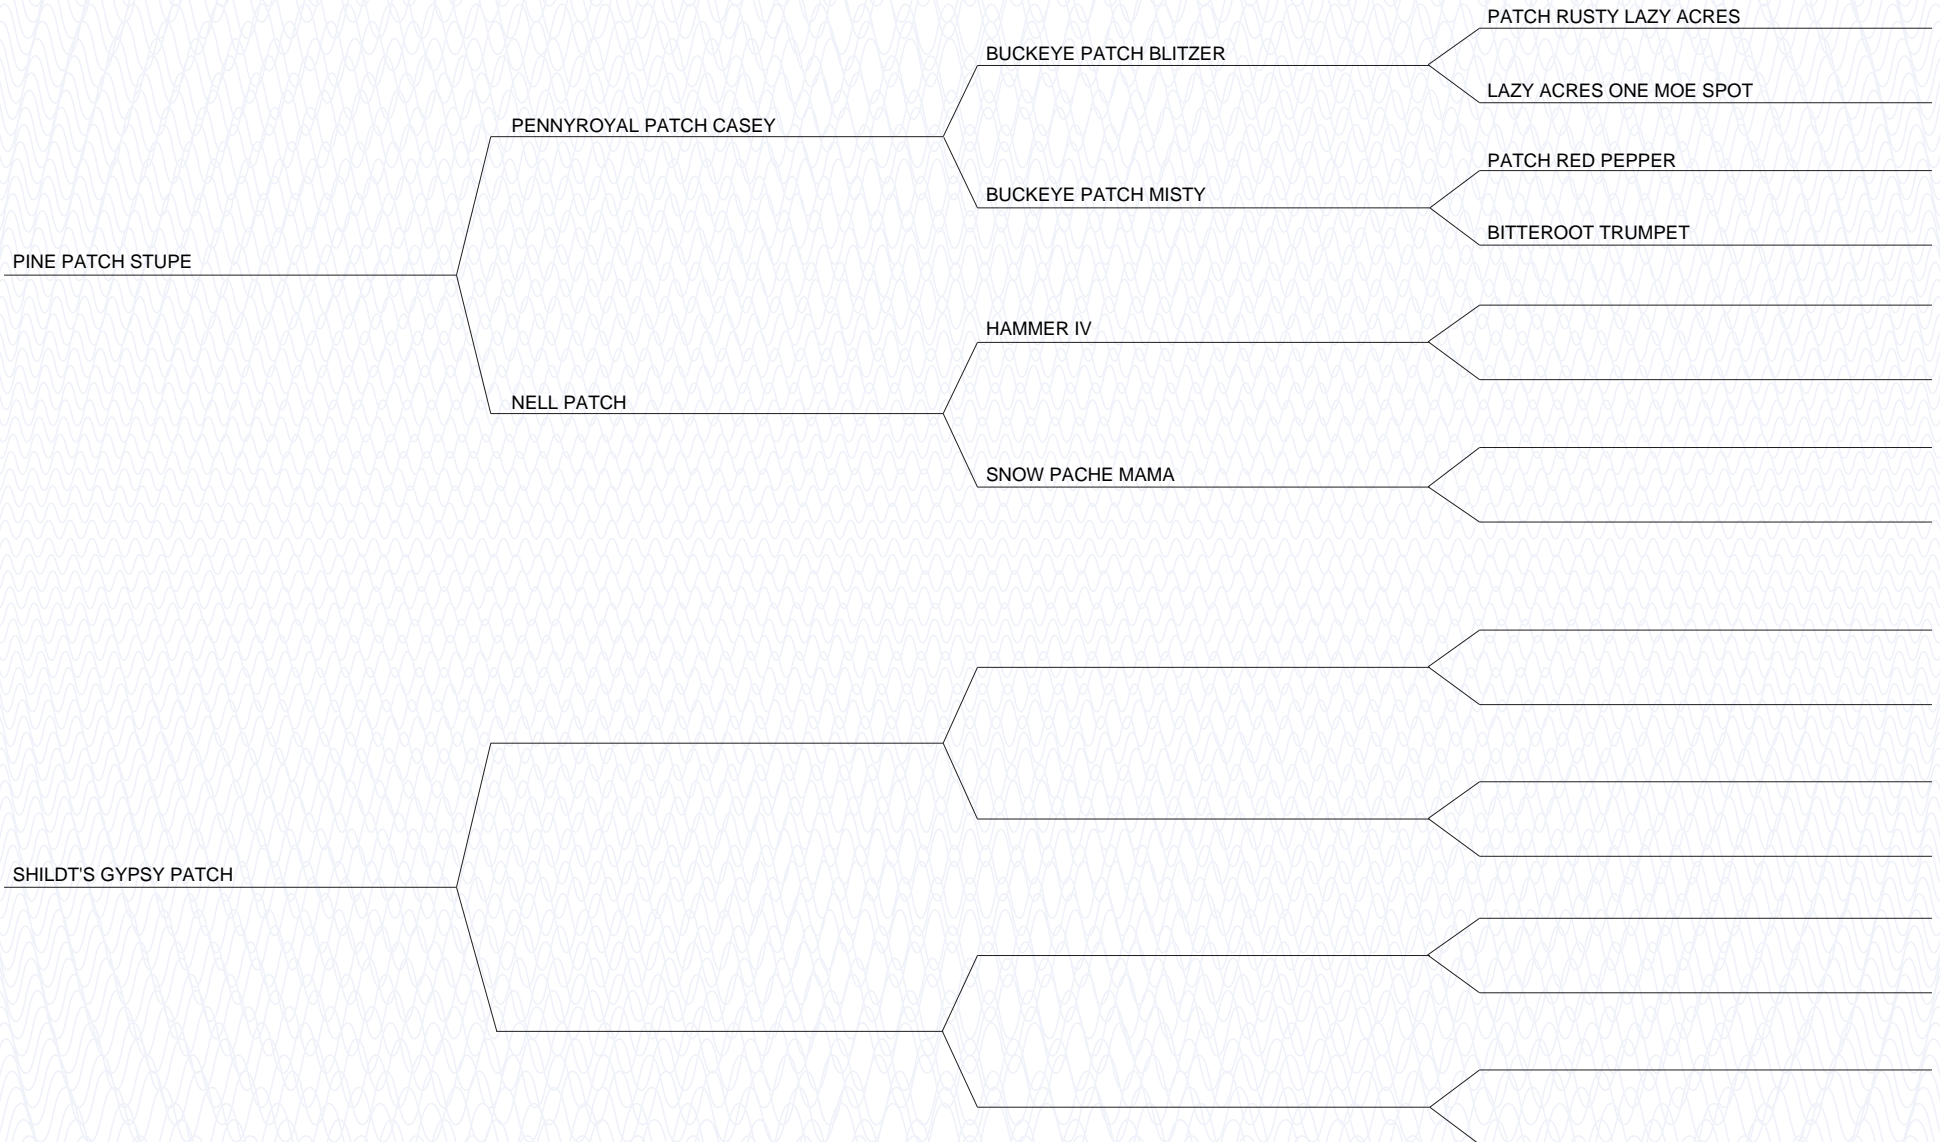 PATCH RUSTY LAZY ACRES
BUCKEYE PATCH BLITZER
LAZY ACRES ONE MOE SPOT
PENNYROYAL PATCH CASEY
PATCH RED PEPPER
BUCKEYE PATCH MISTY
BITTEROOT TRUMPET
PINE PATCH STUPE
HAMMER IV
NELL PATCH
SNOW PACHE MAMA
SHILDT'S GYPSY PATCH